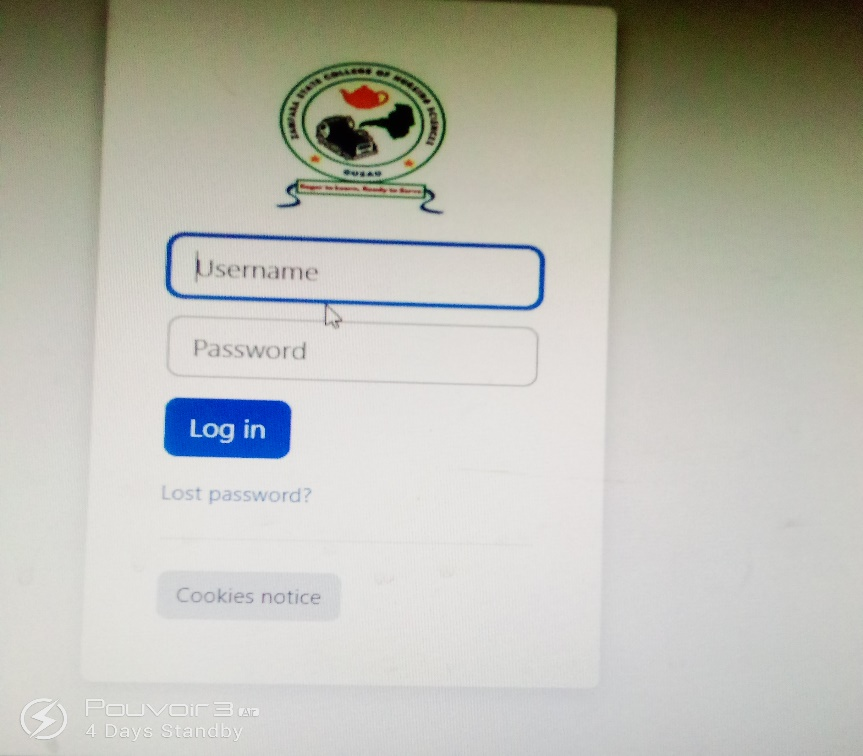 ZAMFARA STATE COLLEGE OF NURSING SCIENCES
GUSAU
Eager to Learn, Ready to Serve
Username
Password
Log in
Lost password?
Cookies notice
Pouvoir 3 Air
4 Days Standby